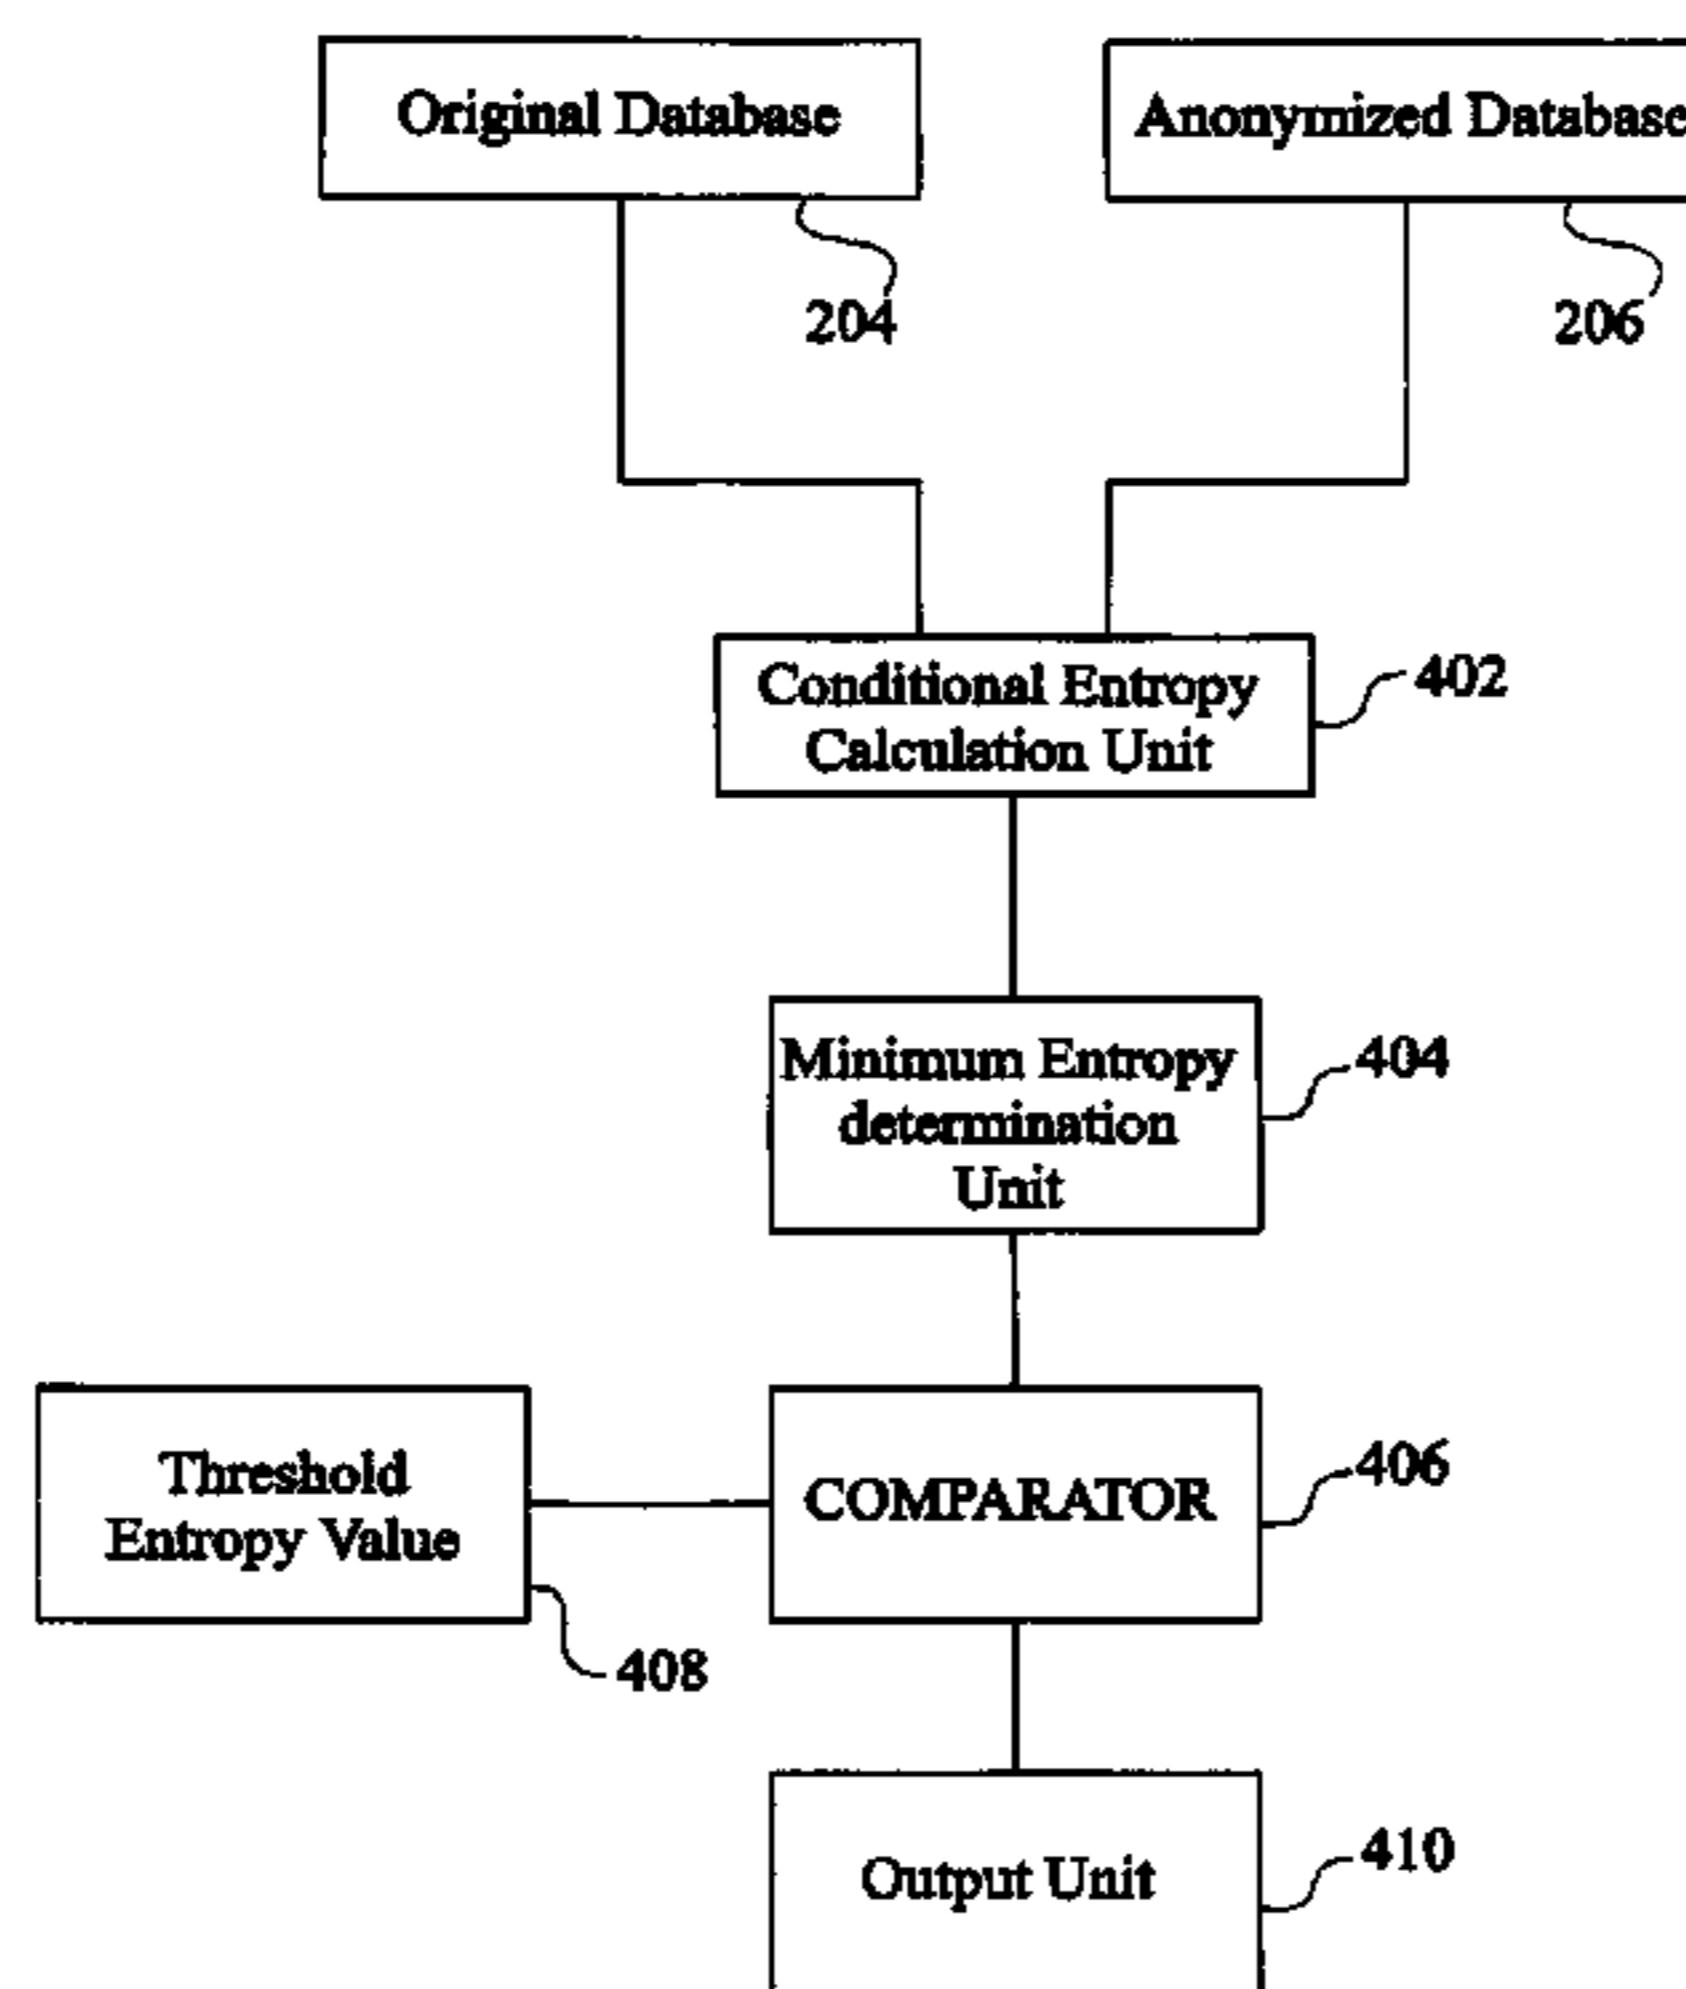 Original Database
Anonymized Database
204
206
Conditional Entropy
Calculation Unit
402
Minimum Entropy
determination
Unit
404
Threshold
Entropy Value
COMPARATOR
406
408
Output Unit
410